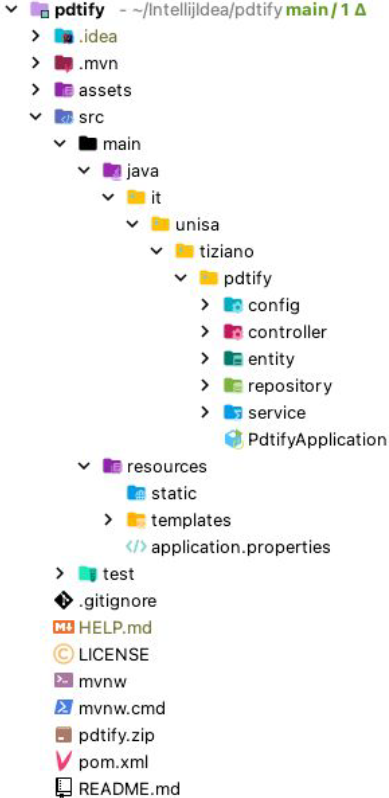 pdtify - ~/IntellijIdea/pdtify main / 1 Δ
.idea
.mvn
assets
src
main
java
it
unisa
tiziano
pdtify
config
controller
entity
repository
service
PdtifyApplication
resources
static
templates
application.properties
test
.gitignore
HELP.md
LICENSE
mvnw
mvnw.cmd
pdtify.zip
pom.xml
README.md